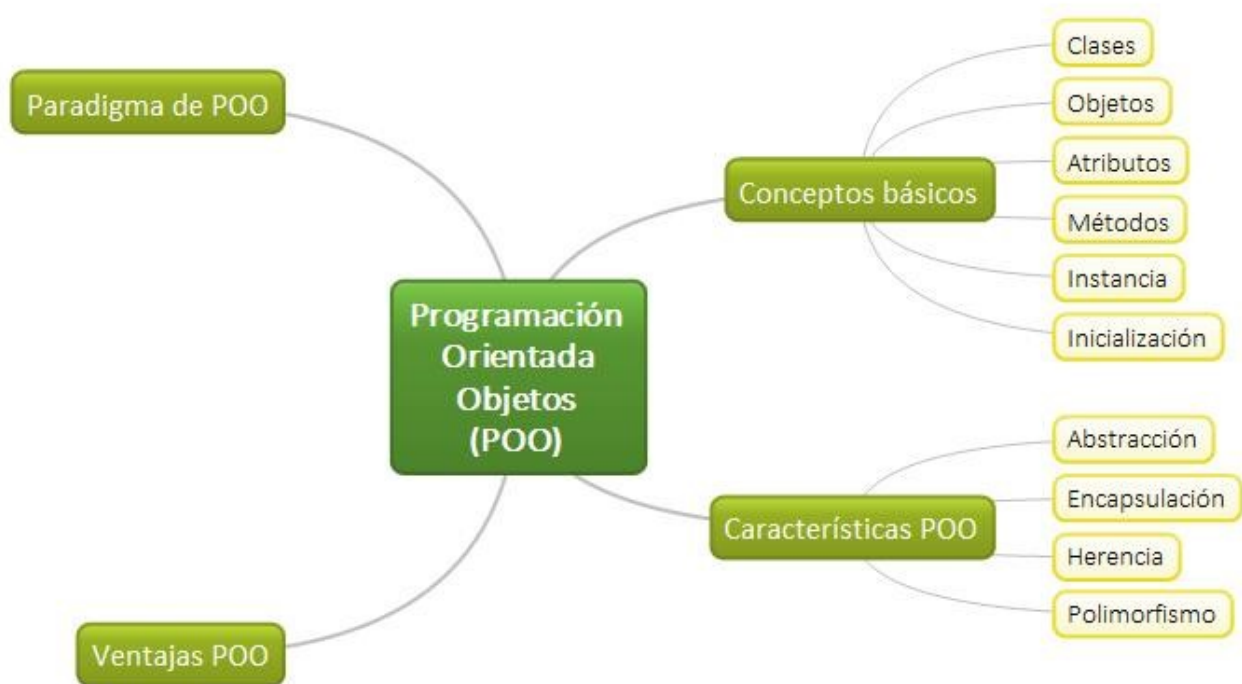 Paradigma de POO
Programación
Orientada
Objetos
(POO)
Ventajas POO
Conceptos básicos
Clases
Objetos
Atributos
Métodos
Instancia
Inicialización
Característícas POO
Abstracción
Encapsulación
Herencia
Polimorfismo